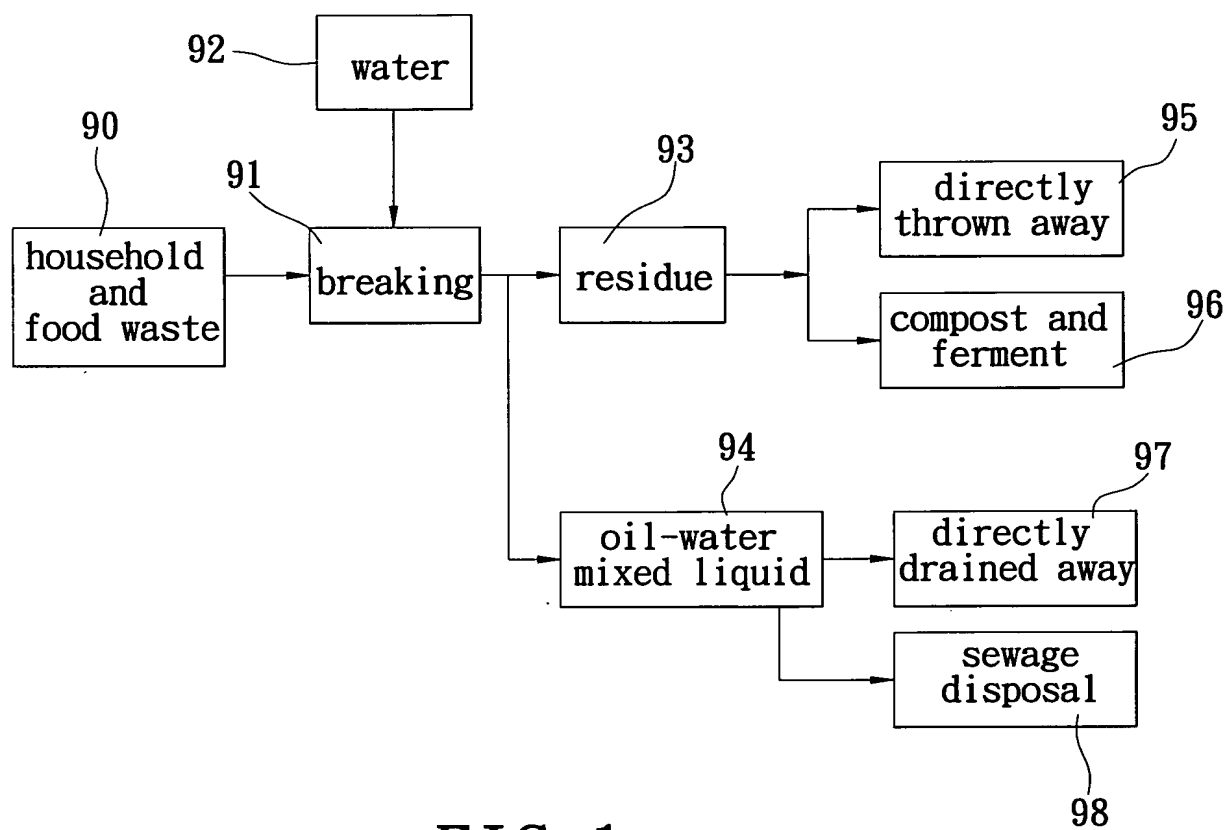 92
water
90
91
93
95
household
and
food waste
breaking
residue
directly
thrown away
compost and
ferment
96
94
97
oil-water
mixed liquid
directly
drained away
sewage
disposal
98